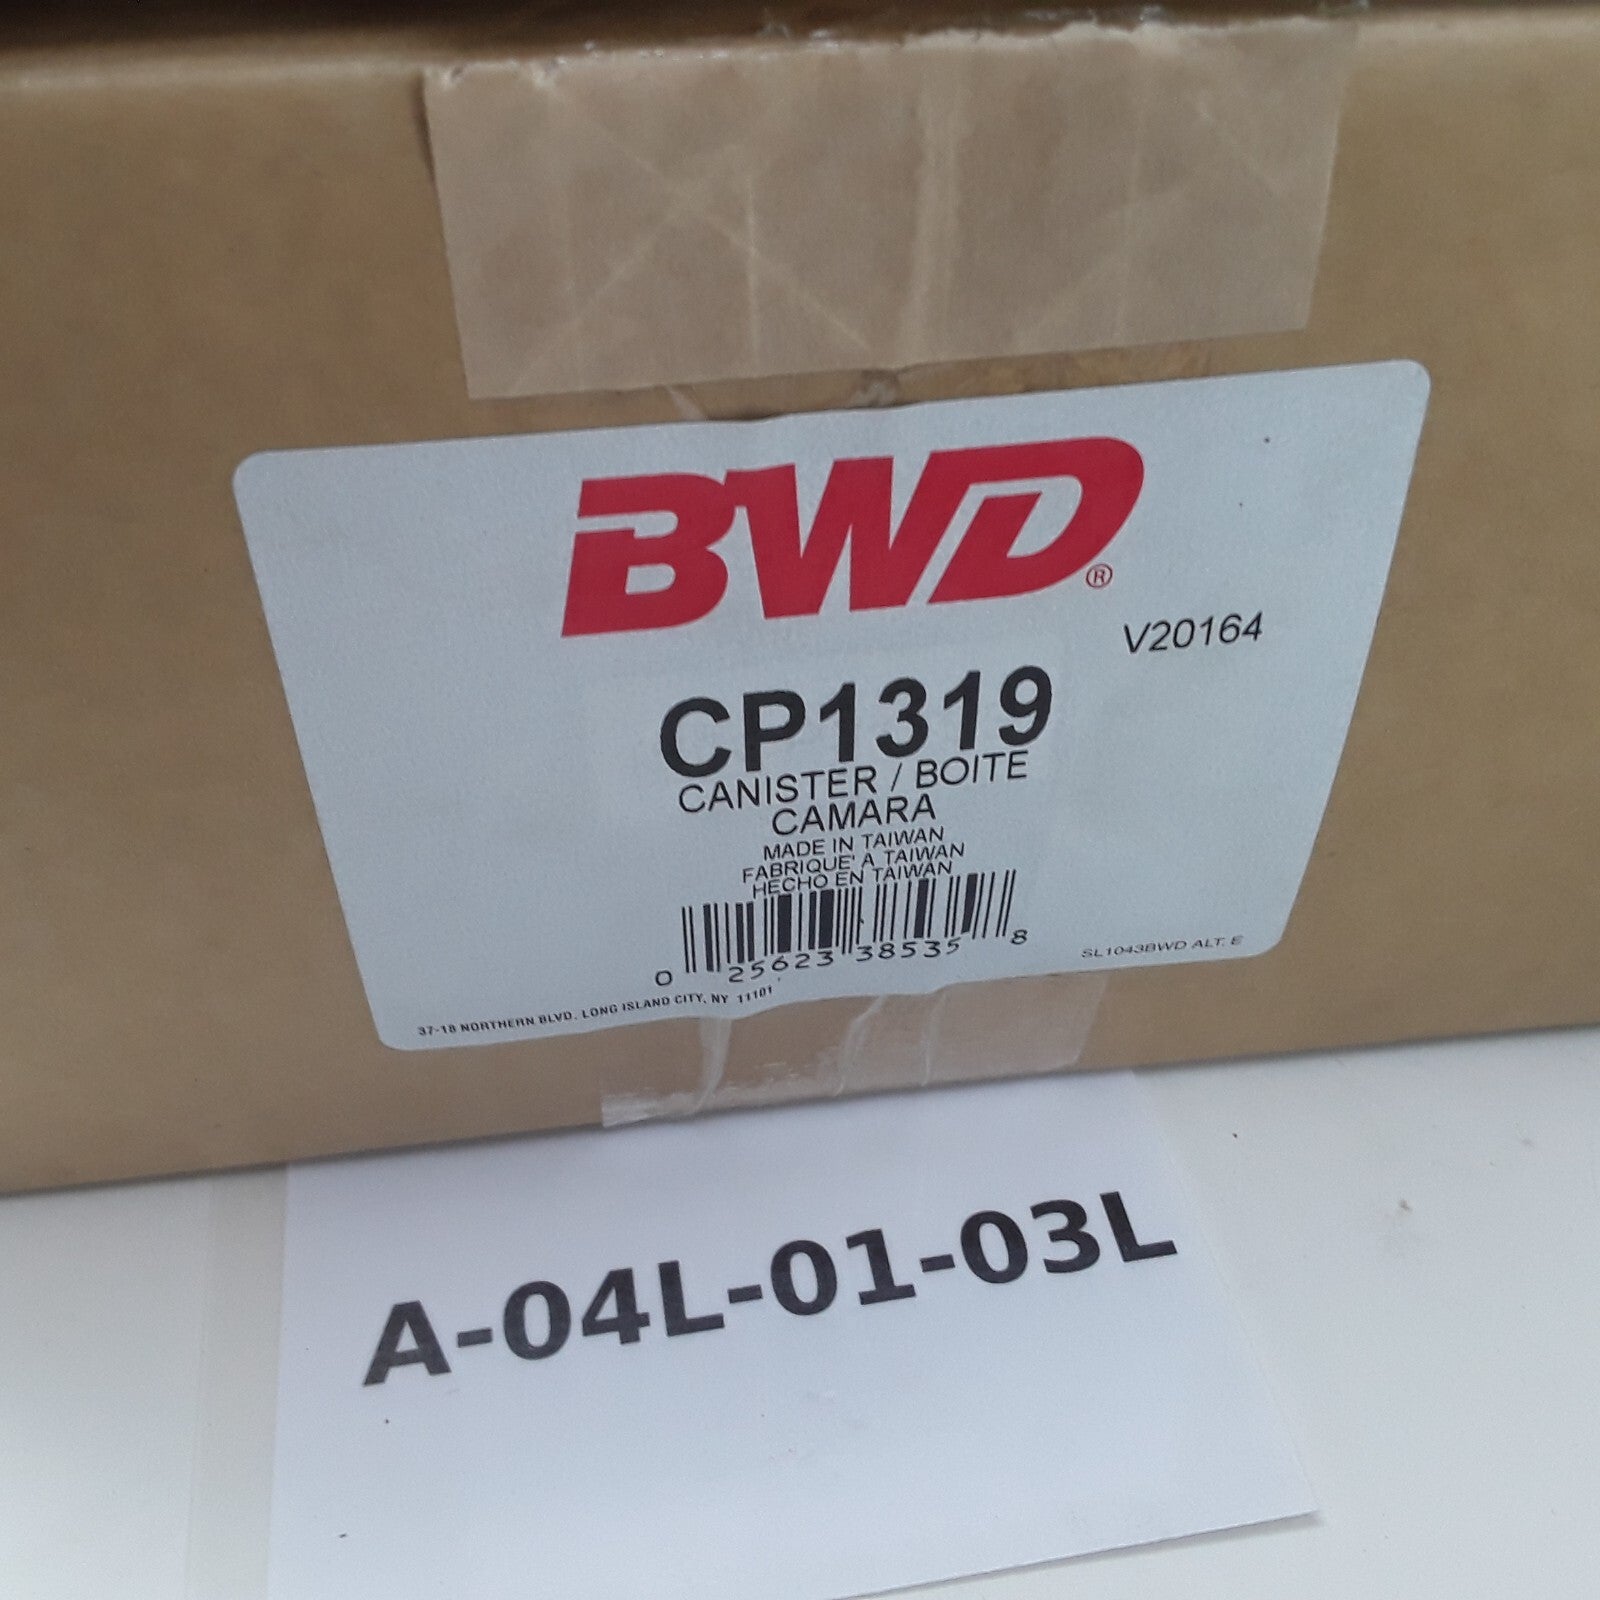 BWD®
V20164
CP1319
CANISTER / BOITE
CAMARA
MADE IN TAIWAN
FABRIQUE' A TAIWAN
HECHO EN TAIWAN
0 25623 38535 8
SL1043BWD ALT. E
37-18 NORTHERN BLVD. LONG ISLAND CITY, NY 11101
A-04L-01-03L